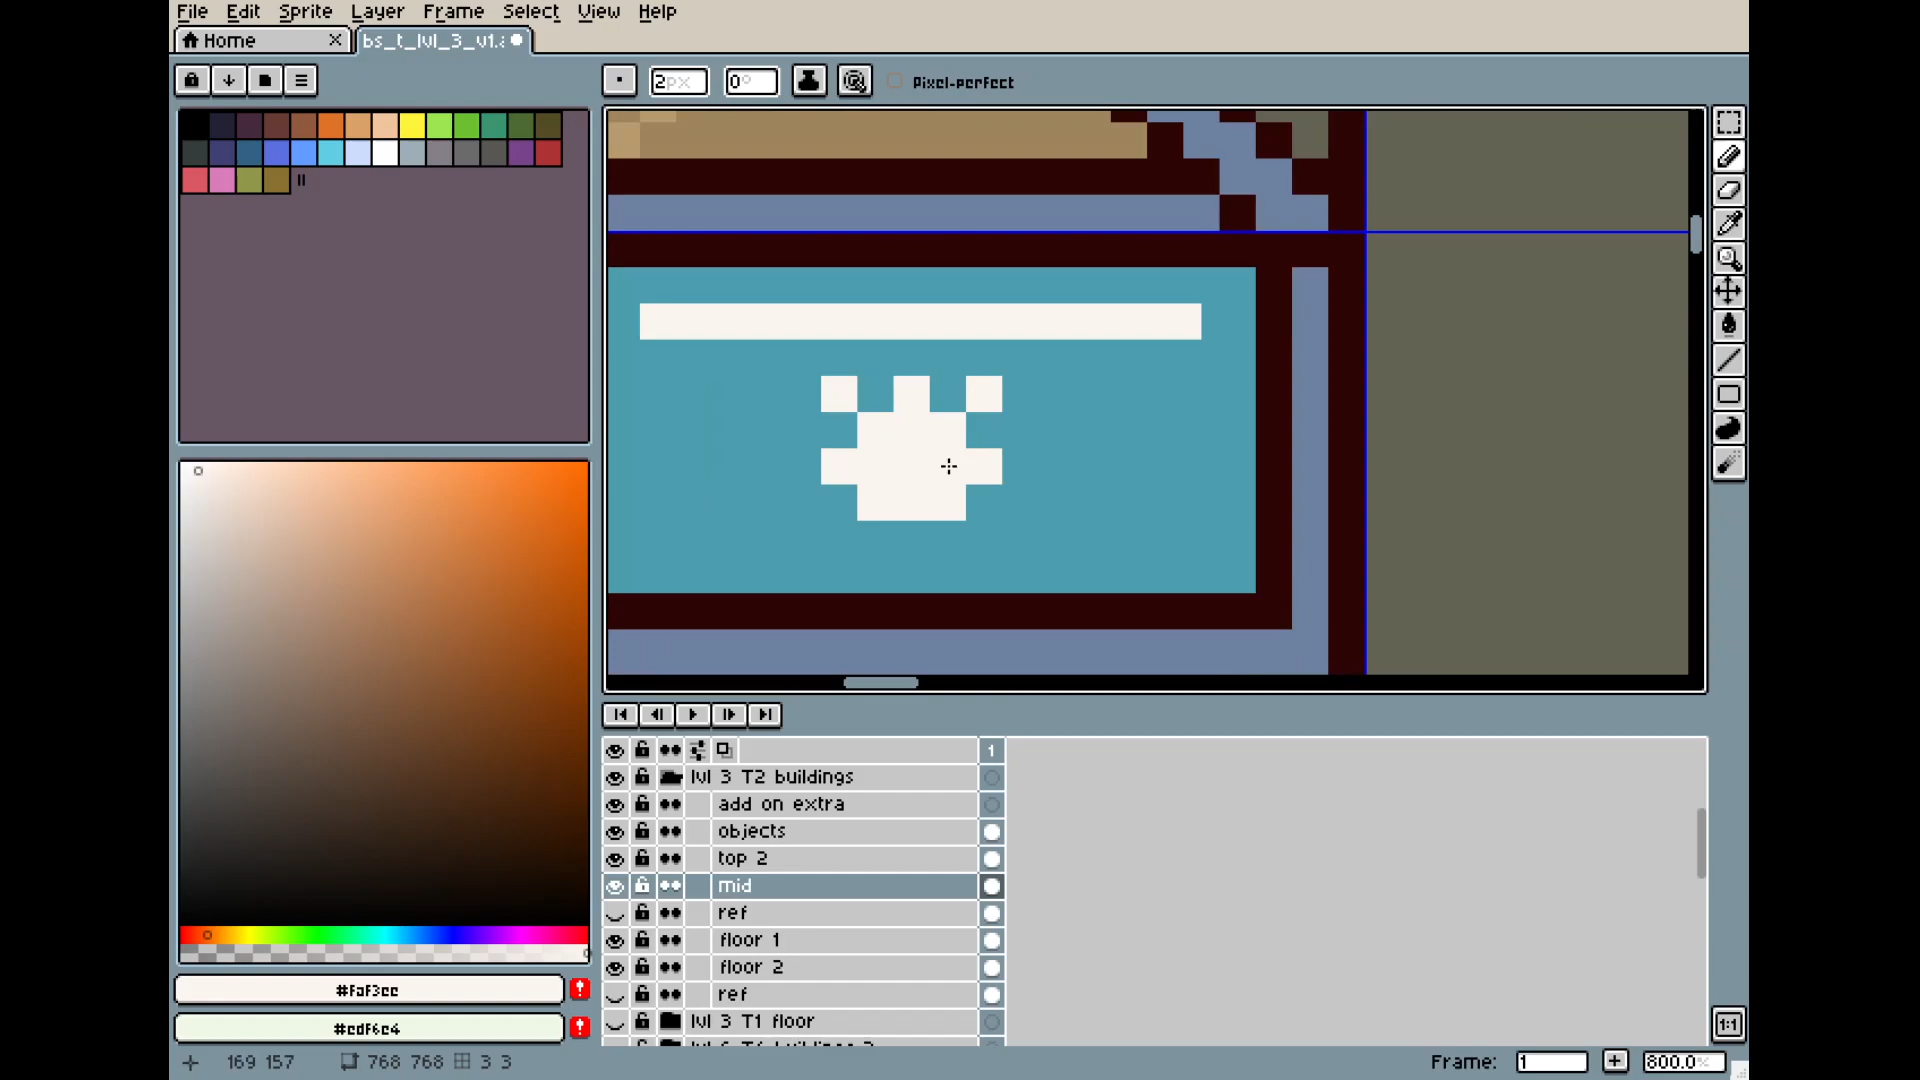 File Edit Sprite Layer Frame Select View Help
Home bs_t_lvl_3_v1.a
2px 0° Pixel-perfect
1
lvl 3 T2 buildings
add on extra
objects
top 2
mid
ref
floor 1
floor 2
ref
lvl 3 T1 floor
#faf3ee
#edf6e4
169 157 768 768 3 3
Frame: 1 800.0%
1:1